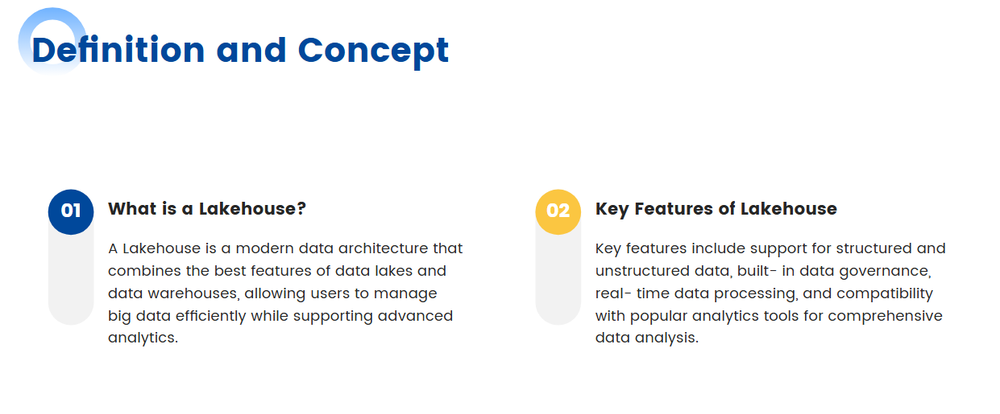 Definition and Concept
01
What is a Lakehouse?
A Lakehouse is a modern data architecture that
combines the best features of data lakes and
data warehouses, allowing users to manage
big data efficiently while supporting advanced
analytics.
02
Key Features of Lakehouse
Key features include support for structured and
unstructured data, built- in data governance,
real- time data processing, and compatibility
with popular analytics tools for comprehensive
data analysis.